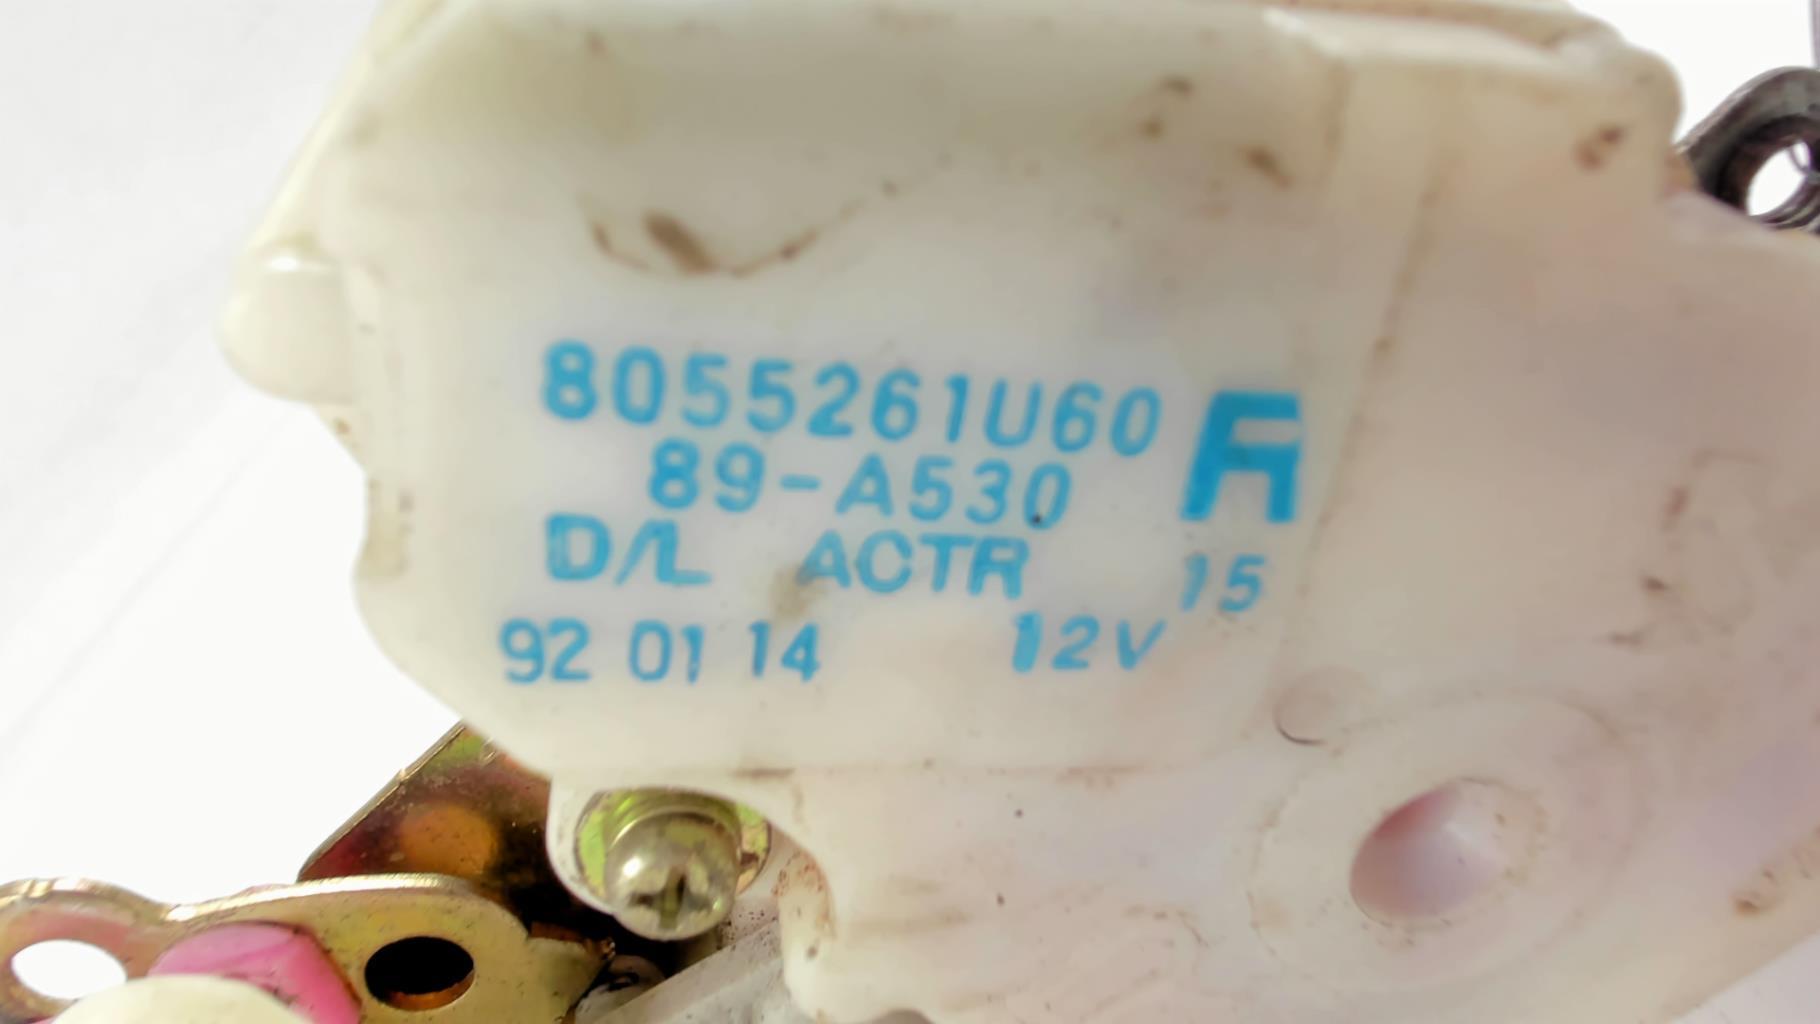 8055261U60
89-A530
D/L ACTR 15
92 01 14 12V